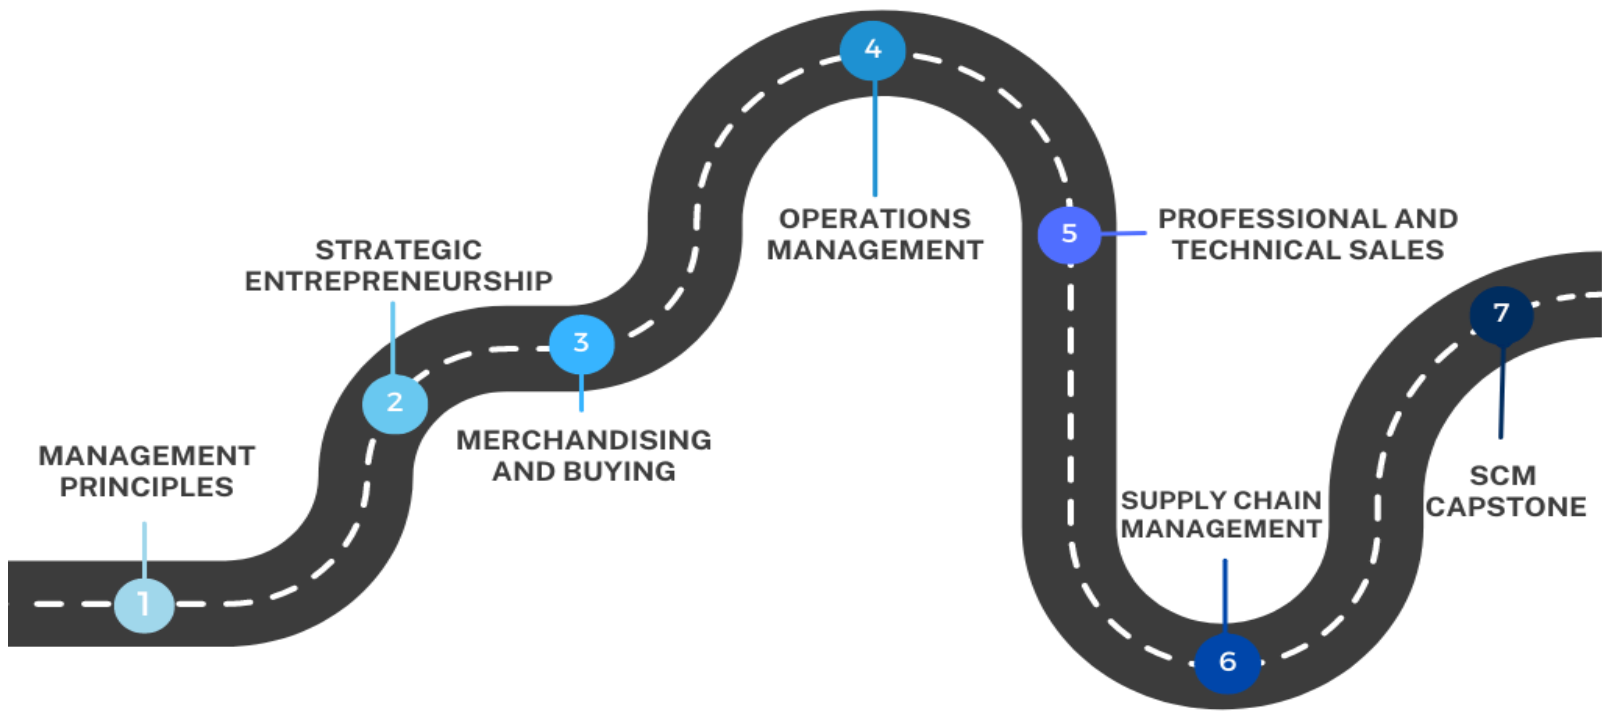 1
MANAGEMENT
PRINCIPLES
2
STRATEGIC
ENTREPRENEURSHIP
3
MERCHANDISING
AND BUYING
4
OPERATIONS
MANAGEMENT
5
PROFESSIONAL AND
TECHNICAL SALES
6
SUPPLY CHAIN
MANAGEMENT
7
SCM
CAPSTONE